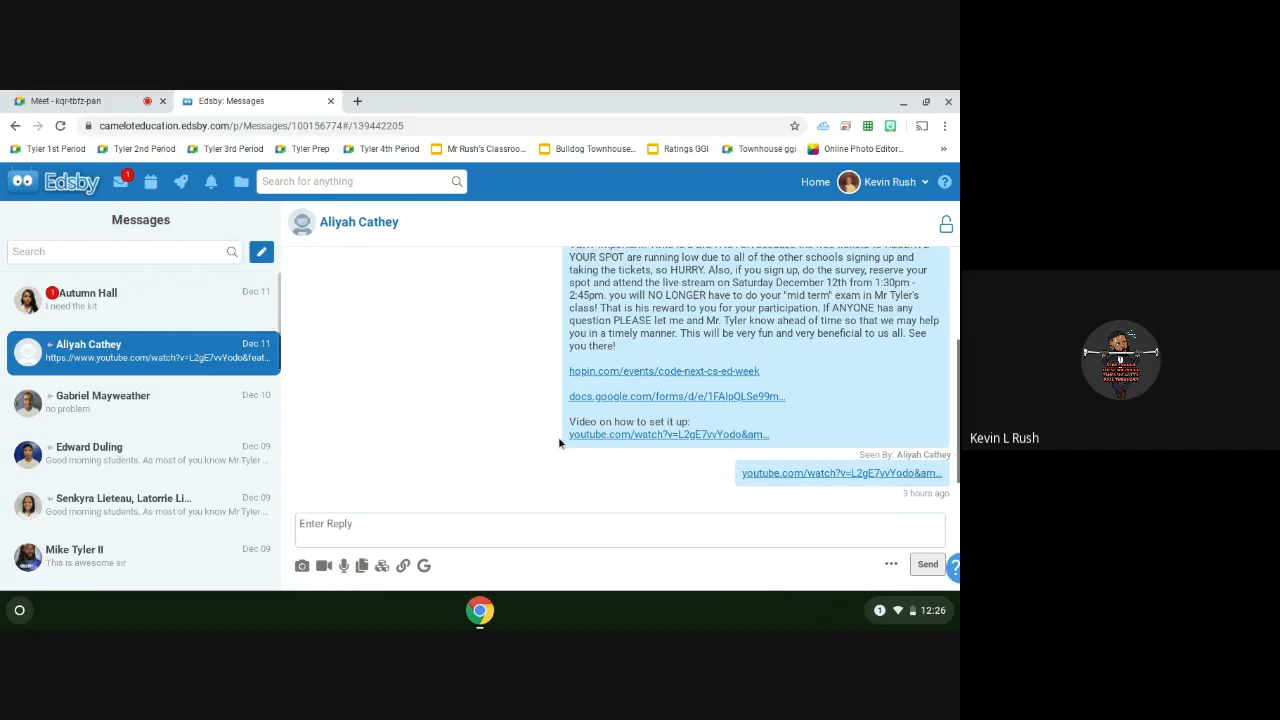 Meet - kqr-tbfz-pan
Edsby: Messages
cameloteducation.edsby.com/p/Messages/100156774#/139442205
Tyler 1st Period
Tyler 2nd Period
Tyler 3rd Period
Tyler Prep
Tyler 4th Period
Mr Rush's Classroo...
Bulldog Townhouse...
Ratings GGI
Townhouse ggi
Online Photo Editor...
»
Edsby
1
Search for anything
Home
Kevin Rush
Messages
Search
1 Autumn Hall Dec 11
I need the kit
Aliyah Cathey Dec 11
https://www.youtube.com/watch?v=L2gE7vvYodo&feat...
Gabriel Mayweather Dec 10
no problem
Edward Duling Dec 09
Good morning students. As most of you know Mr Tyler ...
Senkyra Lieteau, Latorrie Li... Dec 09
Good morning students. As most of you know Mr Tyler ...
Mike Tyler II Dec 09
This is awesome sir
Aliyah Cathey
YOUR SPOT are running low due to all of the other schools signing up and
taking the tickets, so HURRY. Also, if you sign up, do the survey, reserve your
spot and attend the live stream on Saturday December 12th from 1:30pm -
2:45pm. you will NO LONGER have to do your "mid term" exam in Mr Tyler's
class! That is his reward to you for your participation. If ANYONE has any
question PLEASE let me and Mr. Tyler know ahead of time so that we may help
you in a timely manner. This will be very fun and very beneficial to us all. See
you there!
hopin.com/events/code-next-cs-ed-week
docs.google.com/forms/d/e/1FAIpQLSe99m...
Video on how to set it up:
youtube.com/watch?v=L2gE7vvYodo&am...
Seen By: Aliyah Cathey
youtube.com/watch?v=L2gE7vvYodo&am...
3 hours ago
Enter Reply
Send
?
1
12:26
Kevin L Rush